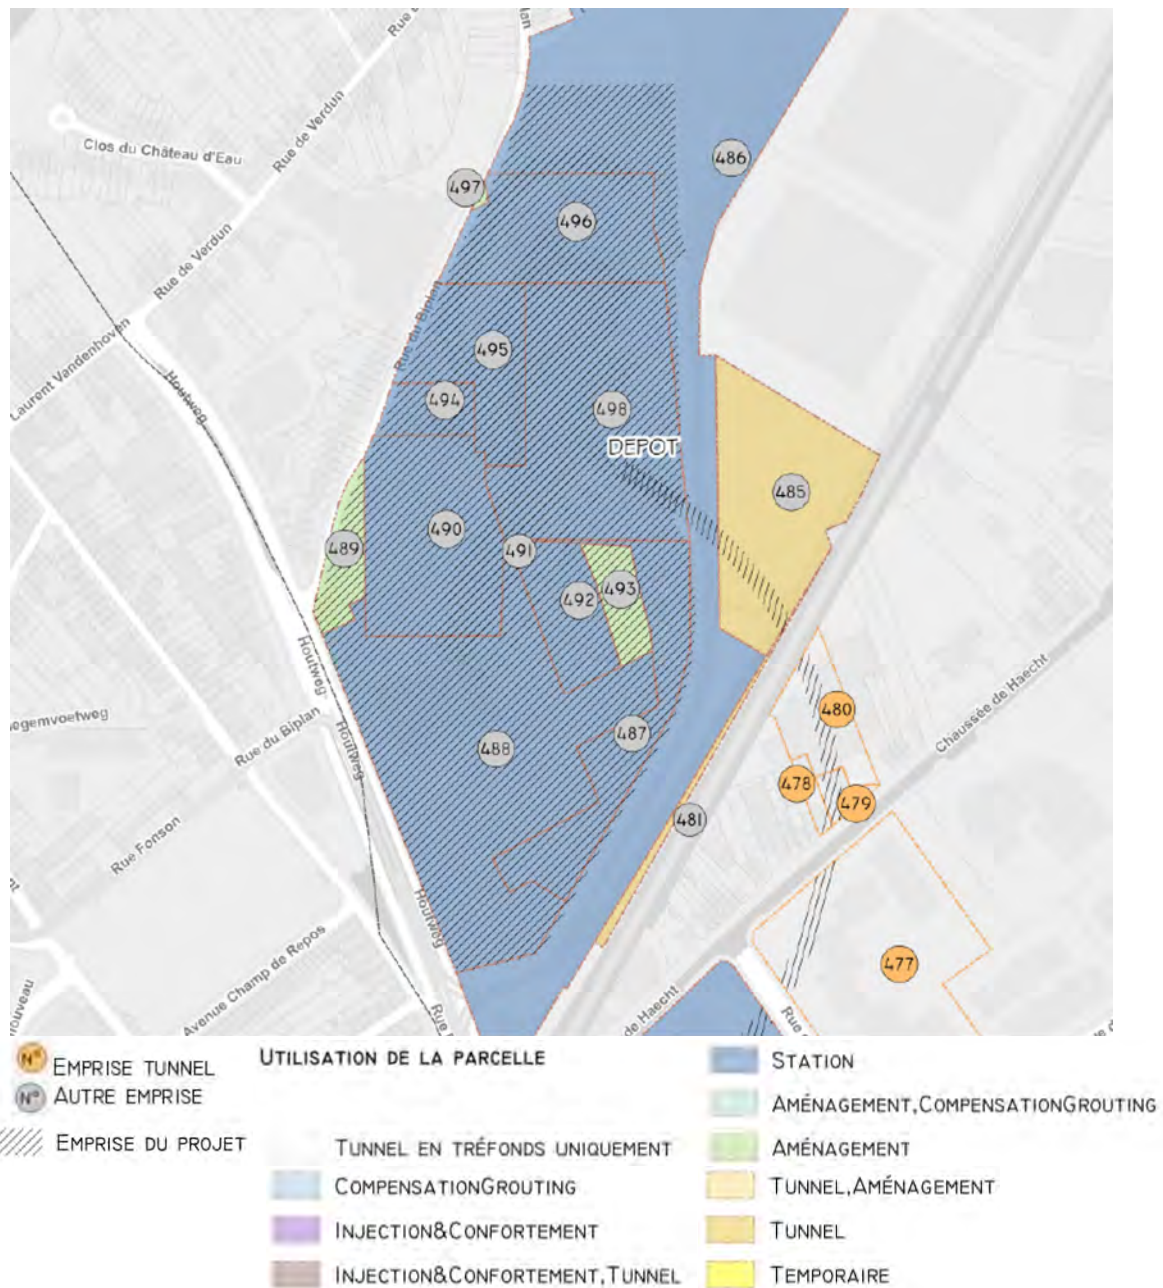 Clos du Château d'Eau
Rue de Verdun
486
497
496
Rue de Verdun
Rue du Biplan
495
Laurent Vandenhoven
Houtweg
494
498
DEPOT
485
490
489
491
493
492
Houtweg
Chaussée de Haecht
480
egemvoetweg
Rue du Biplan
Houtweg
487
488
478
479
481
Rue Fonson
Houtweg
477
Avenue Champ de Repos
ouveau
de Haecht
Rue
N° EMPRISE TUNNEL
N° AUTRE EMPRISE
EMPRISE DU PROJET
UTILISATION DE LA PARCELLE
TUNNEL EN TRÉFONDS UNIQUEMENT
COMPENSATIONGROUTING
INJECTION&CONFORTEMENT
INJECTION&CONFORTEMENT,TUNNEL
STATION
AMÉNAGEMENT,COMPENSATIONGROUTING
AMÉNAGEMENT
TUNNEL,AMÉNAGEMENT
TUNNEL
TEMPORAIRE